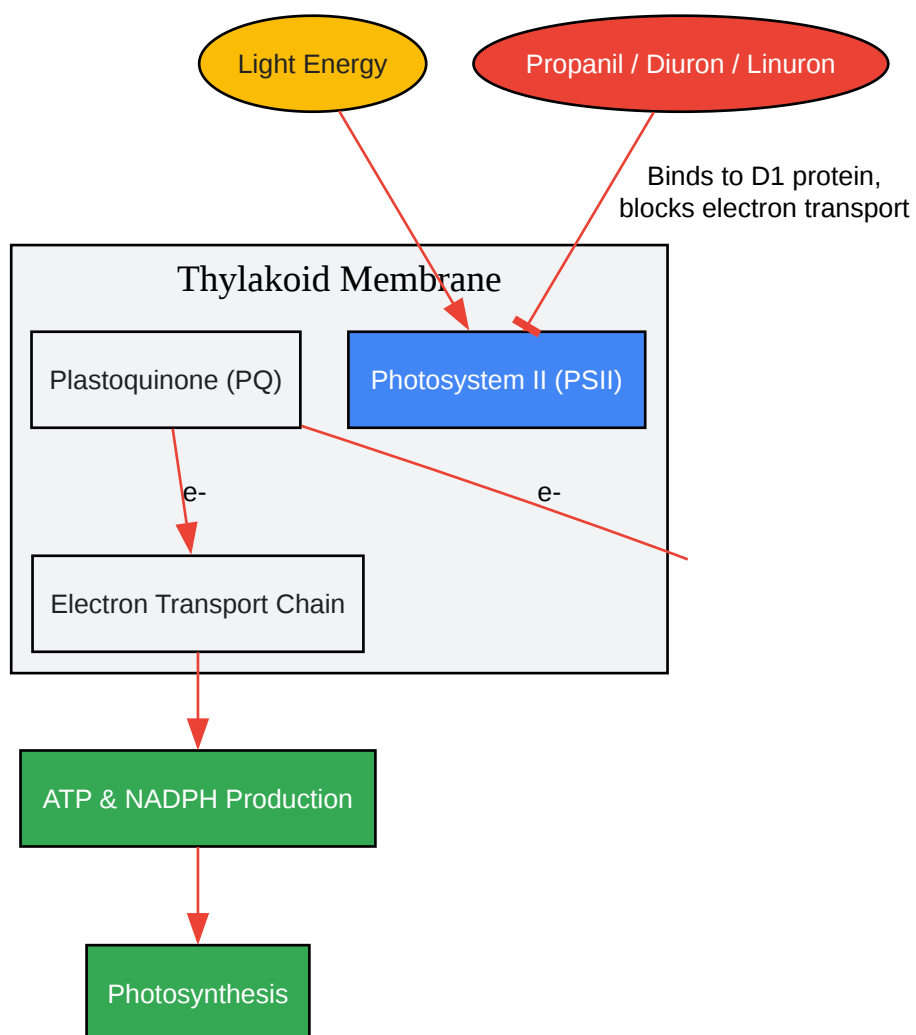 Light Energy
Propanil / Diuron / Linuron
Binds to D1 protein,
blocks electron transport
Thylakoid Membrane
Plastoquinone (PQ)
Photosystem II (PSII)
e-
e-
Electron Transport Chain
ATP & NADPH Production
Photosynthesis